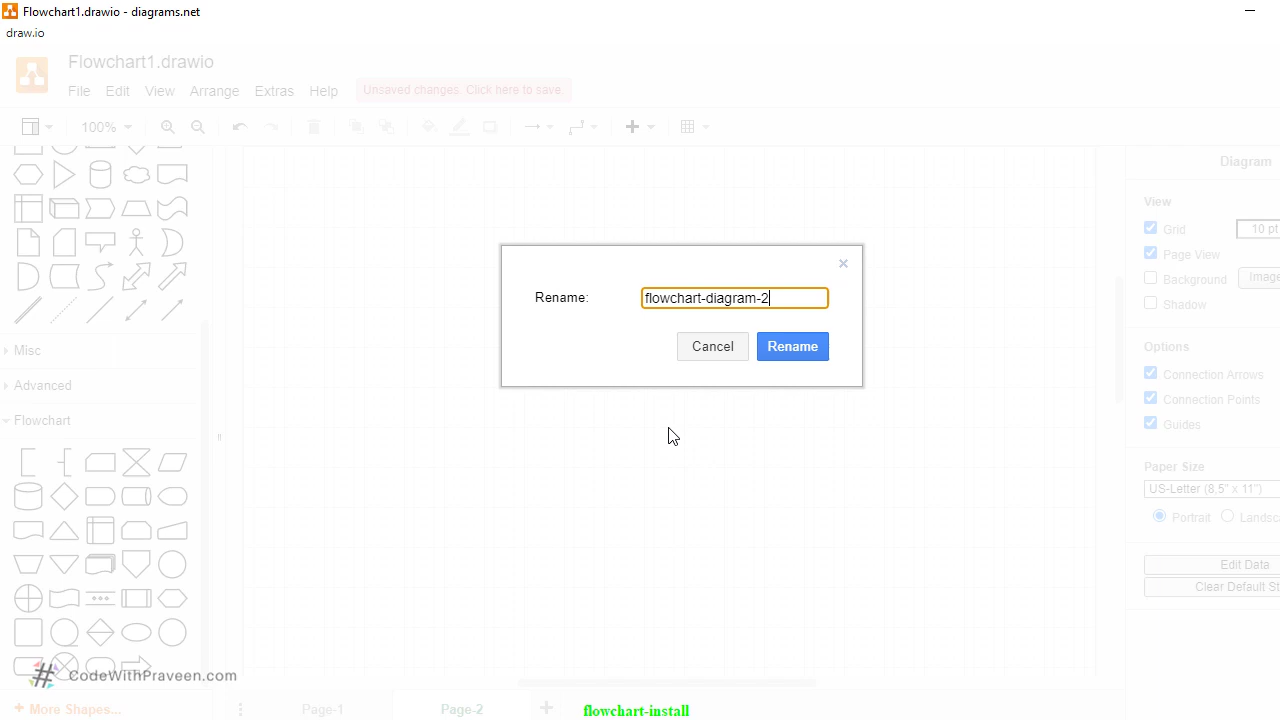 Flowchart1.drawio - diagrams.net
draw.io
Flowchart1.drawio
File Edit View Arrange Extras Help Unsaved changes. Click here to save.
100%
Diagram
View
Grid 10 pt
Page View
Background Image
Shadow
Rename: flowchart-diagram-2
Cancel Rename
Misc
Options
Connection Arrows
Advanced
Connection Points
Flowchart
Guides
Paper Size
US-Letter (8,5" x 11")
Portrait Landsca
Edit Data
Clear Default St
# CodeWithPraveen.com
+ More Shapes... Page-1 Page-2 flowchart-install